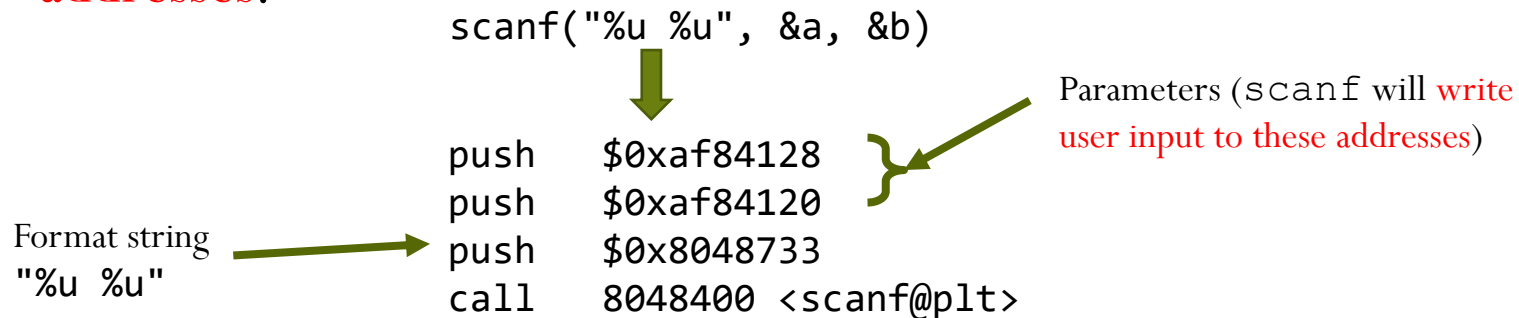 addresses.
scanf("%u %u", &a, &b)
Parameters (scanf will write
user input to these addresses)
push $0xaf84128
push $0xaf84120
Format string
"%u %u"
push $0x8048733
call 8048400 <scanf@plt>